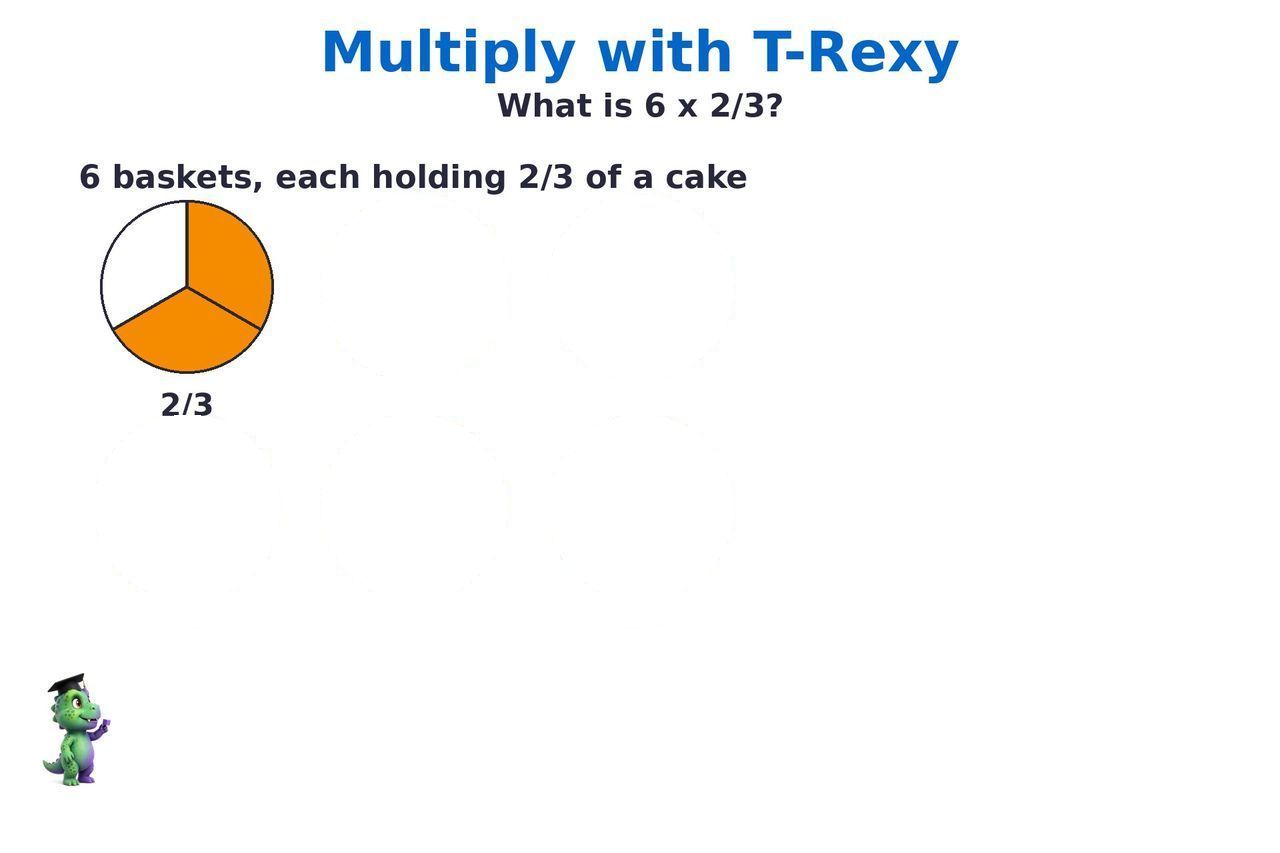 Multiply with T-Rexy
What is 6 x 2/3?
6 baskets, each holding 2/3 of a cake
2/3